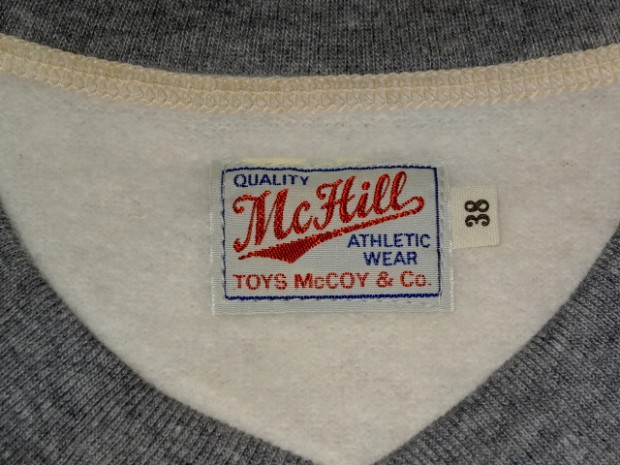 QUALITY
McHill
ATHLETIC
WEAR
TOYS McCOY & Co.
38